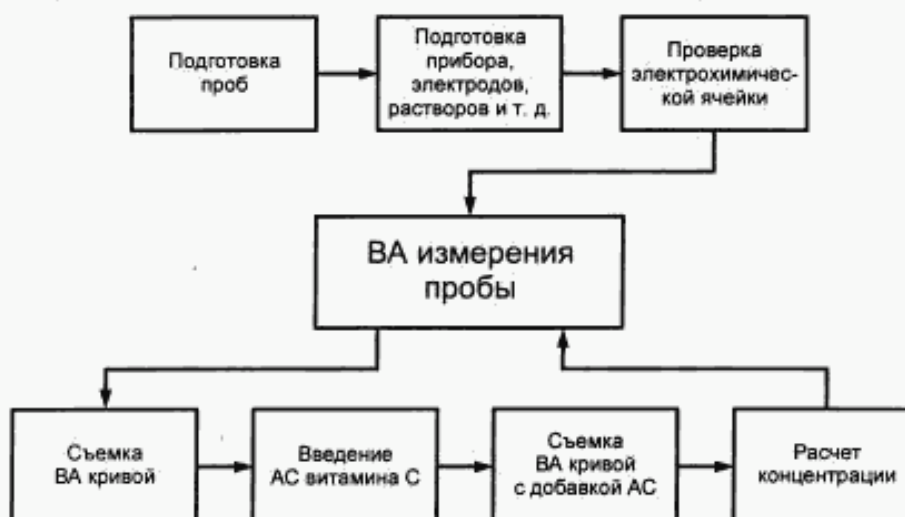 Подготовка
проб
Подготовка
прибора,
электродов,
растворов и т. д.
Проверка
электрохимичес-
кой ячейки
ВА измерения
пробы
Съемка
ВА кривой
Введение
АС витамина С
Съемка
ВА кривой
с добавкой АС
Расчет
концентрации